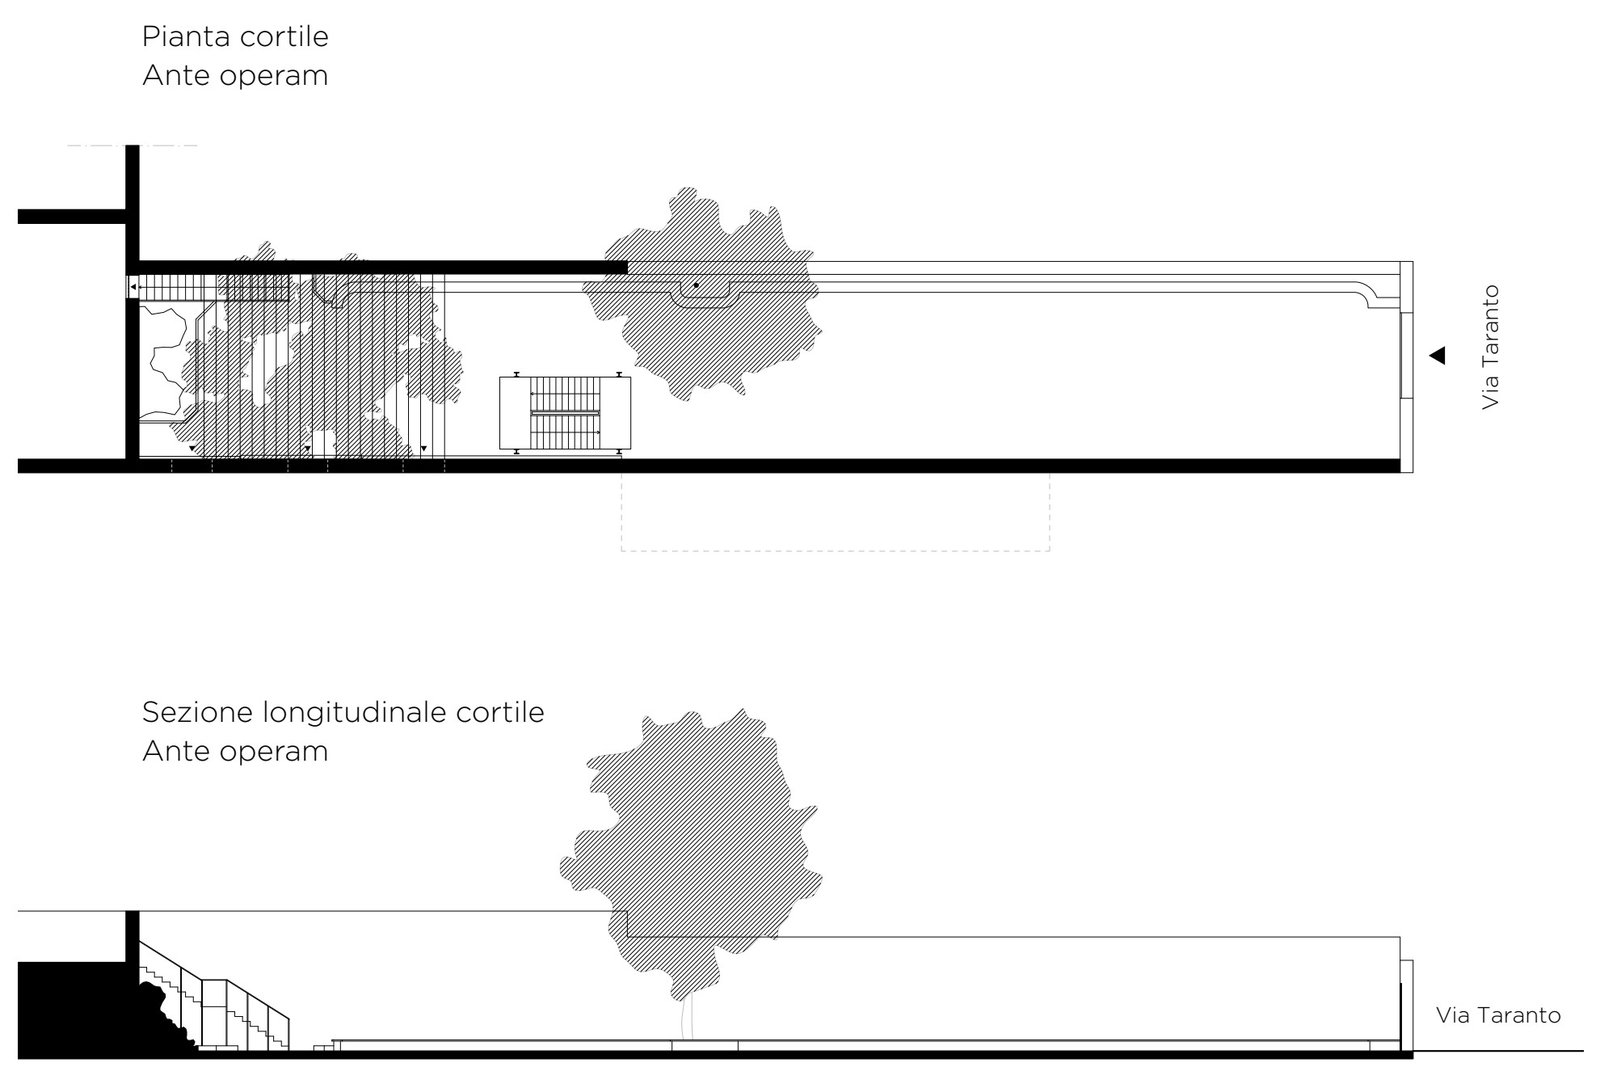 Pianta cortile
Ante operam
Via Taranto
Sezione longitudinale cortile
Ante operam
Via Taranto